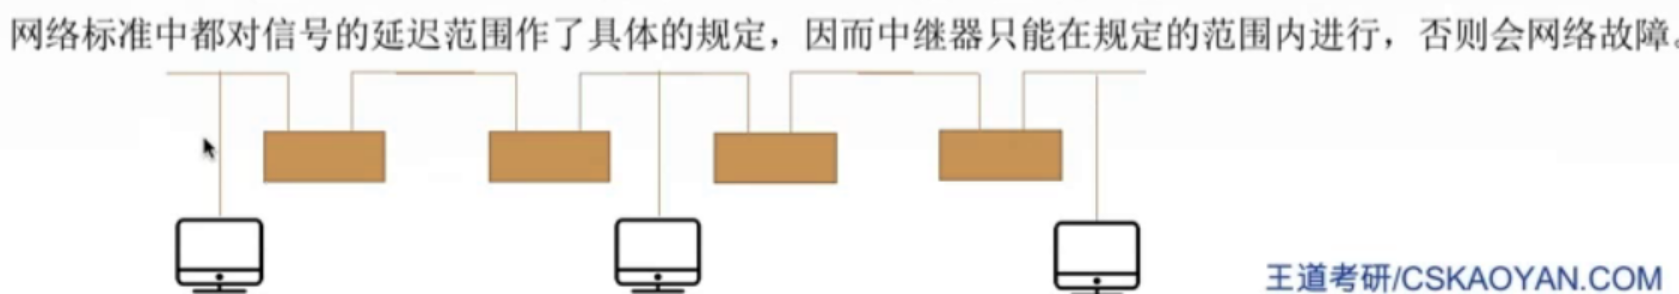 网络标准中都对信号的延迟范围作了具体的规定，因而中继器只能在规定的范围内进行，否则会网络故障。
王道考研/CSKAOYAN.COM